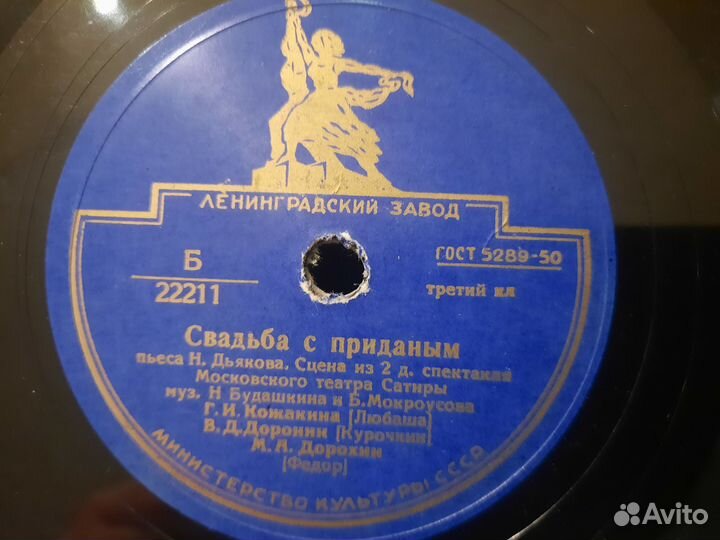 ЛЕНИНГРАДСКИЙ ЗАВОД
Б
22211
ГОСТ 5289-50
третий кл
Свадьба с приданым
пьеса Н. Дьякова. Сцена из 2 д. спектакля
Московского театра Сатиры
муз. Н Будашкина и Б. Мокроусова
Г. И. Кожакина [Любаша]
В. Д. Доронин [Курочкин]
М. А. Дорохин
[Федор]
МИНИСТЕРСТВО КУЛЬТУРЫ СССР
Avito